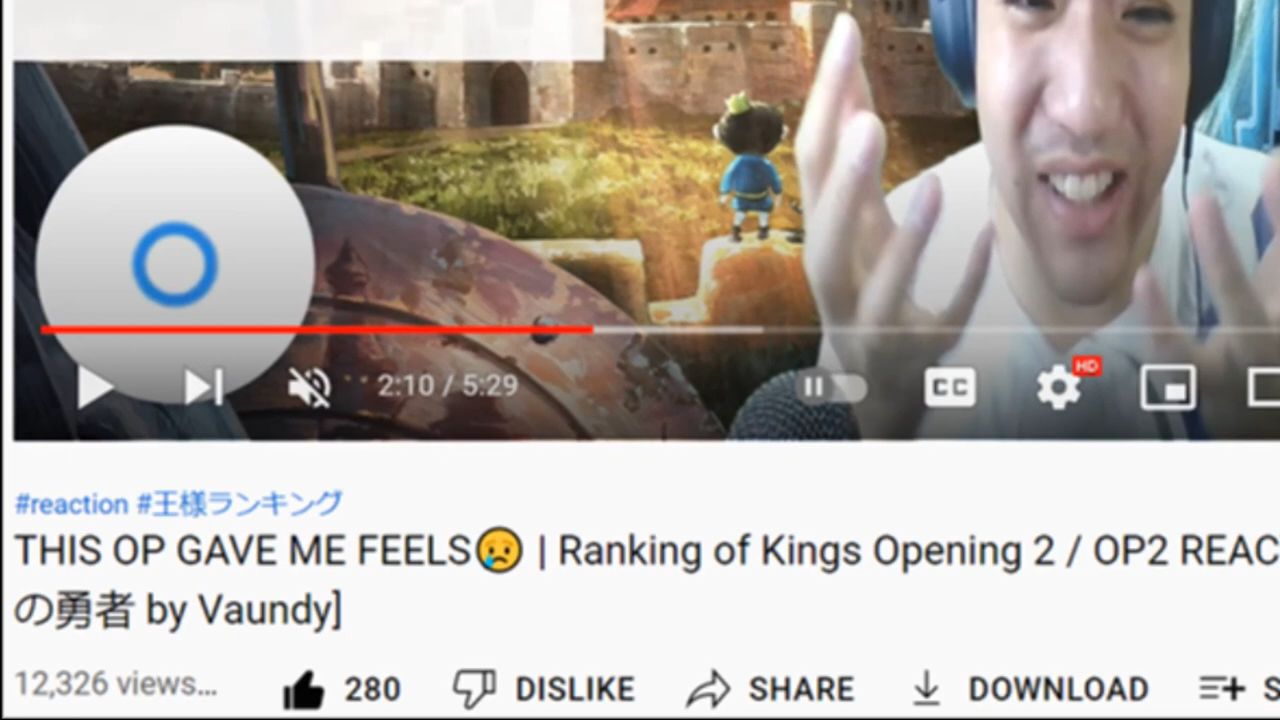 2:10 / 5:29
CC
HD
#reaction #王様ランキング
THIS OP GAVE ME FEELS😢 | Ranking of Kings Opening 2 / OP2 REAC
の勇者 by Vaundy]
12,326 views...
280
DISLIKE
SHARE
DOWNLOAD
S